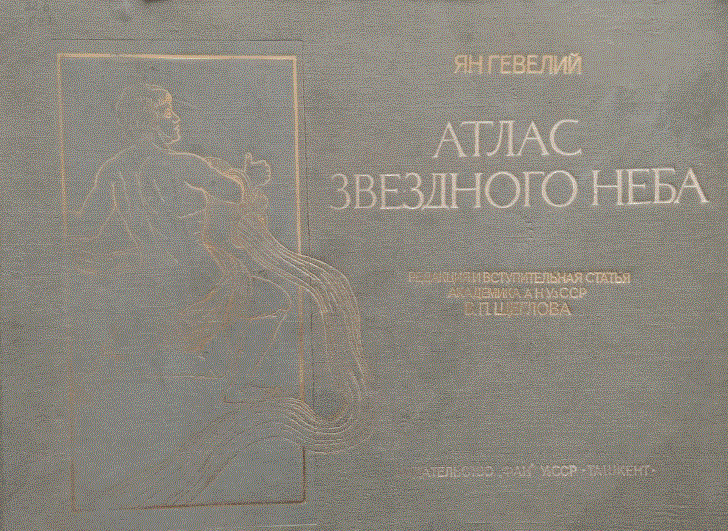 ЯН ГЕВЕЛИЙ
АТЛАС
ЗВЕЗДНОГО НЕБА
РЕДАКЦИЯ И ВСТУПИТЕЛЬНАЯ СТАТЬЯ
АКАДЕМИКА АН УзССР
В.П. ЩЕГЛОВА
ИЗДАТЕЛЬСТВО „ФАН" УзССР · ТАШКЕНТ ·